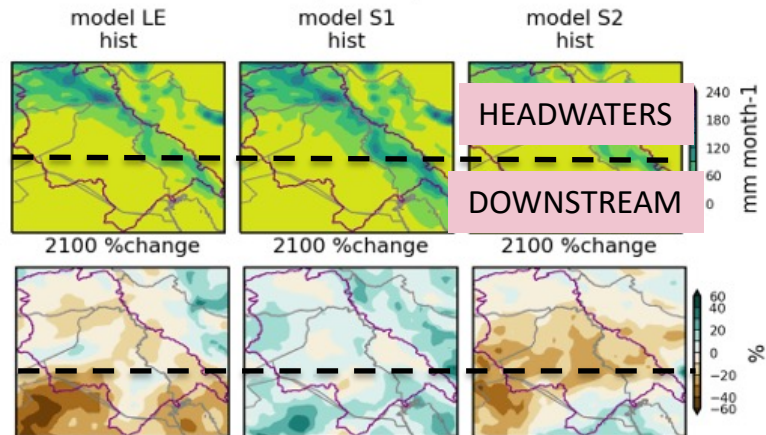 model LE
hist
model S1
hist
model S2
hist
HEADWATERS
DOWNSTREAM
240
180
120
60
0
mm month-1
2100 %change
2100 %change
2100 %change
60
40
20
0
−20
−40
−60
%